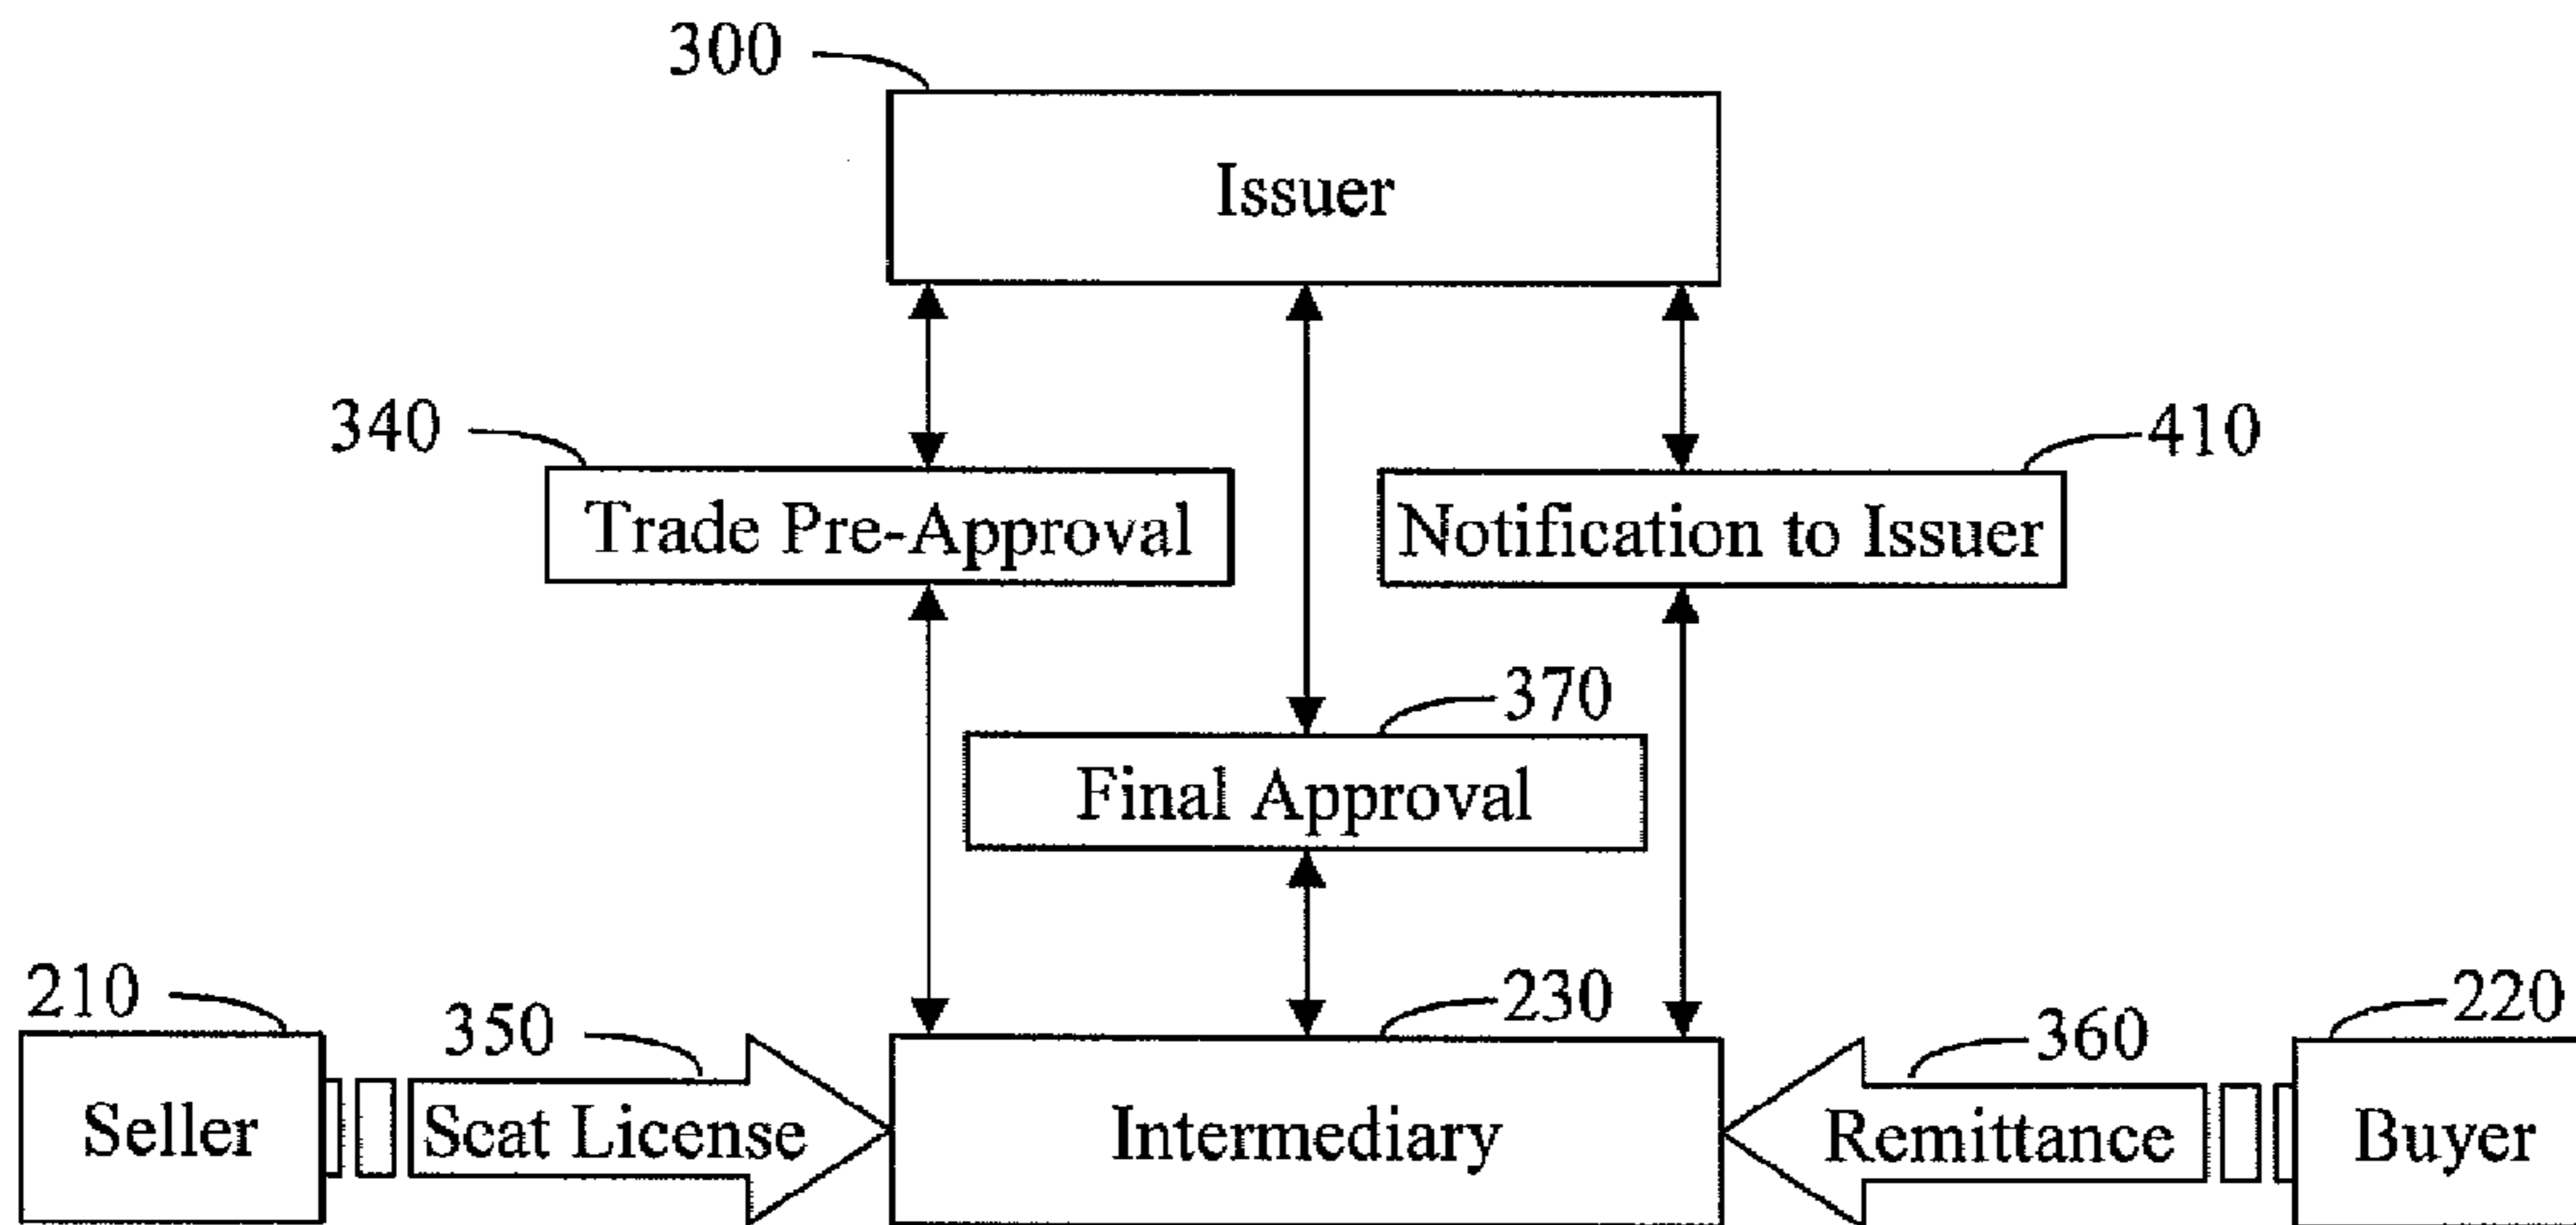 300
Issuer
340
410
Trade Pre-Approval
Notification to Issuer
370
Final Approval
210
350
230
360
220
Seller
Scat License
Intermediary
Remittance
Buyer